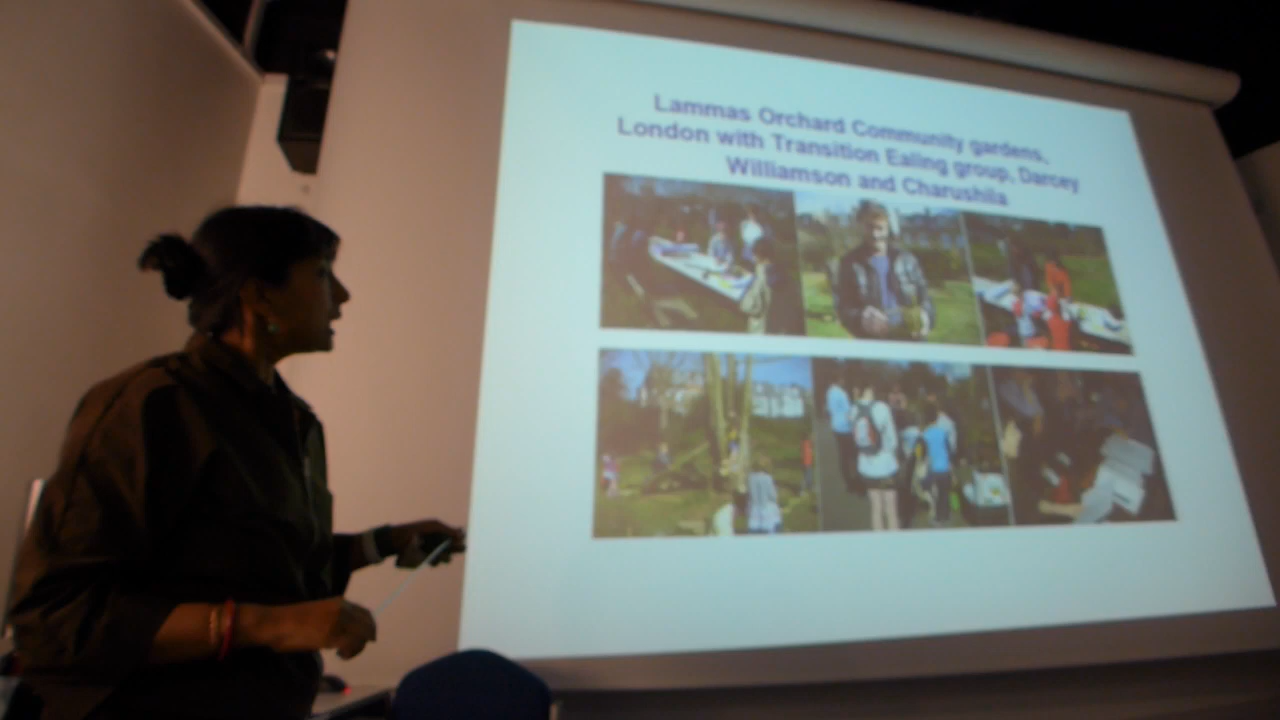 Lammas Orchard Community gardens,
London with Transition Ealing group, Darcey
Williamson and Charushila